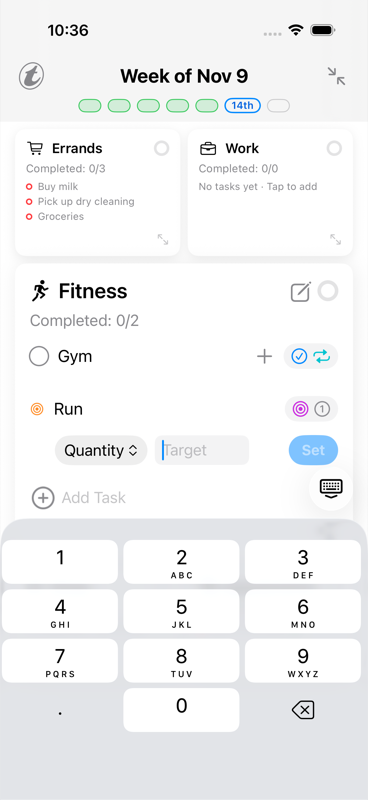 10:36
t
Week of Nov 9
14th
Errands
Completed: 0/3
Buy milk
Pick up dry cleaning
Groceries
Work
Completed: 0/0
No tasks yet · Tap to add
Fitness
Completed: 0/2
Gym
Run
1
Quantity
Target
Set
Add Task
1
2 ABC
3 DEF
4 GHI
5 JKL
6 MNO
7 PQRS
8 TUV
9 WXYZ
. 0